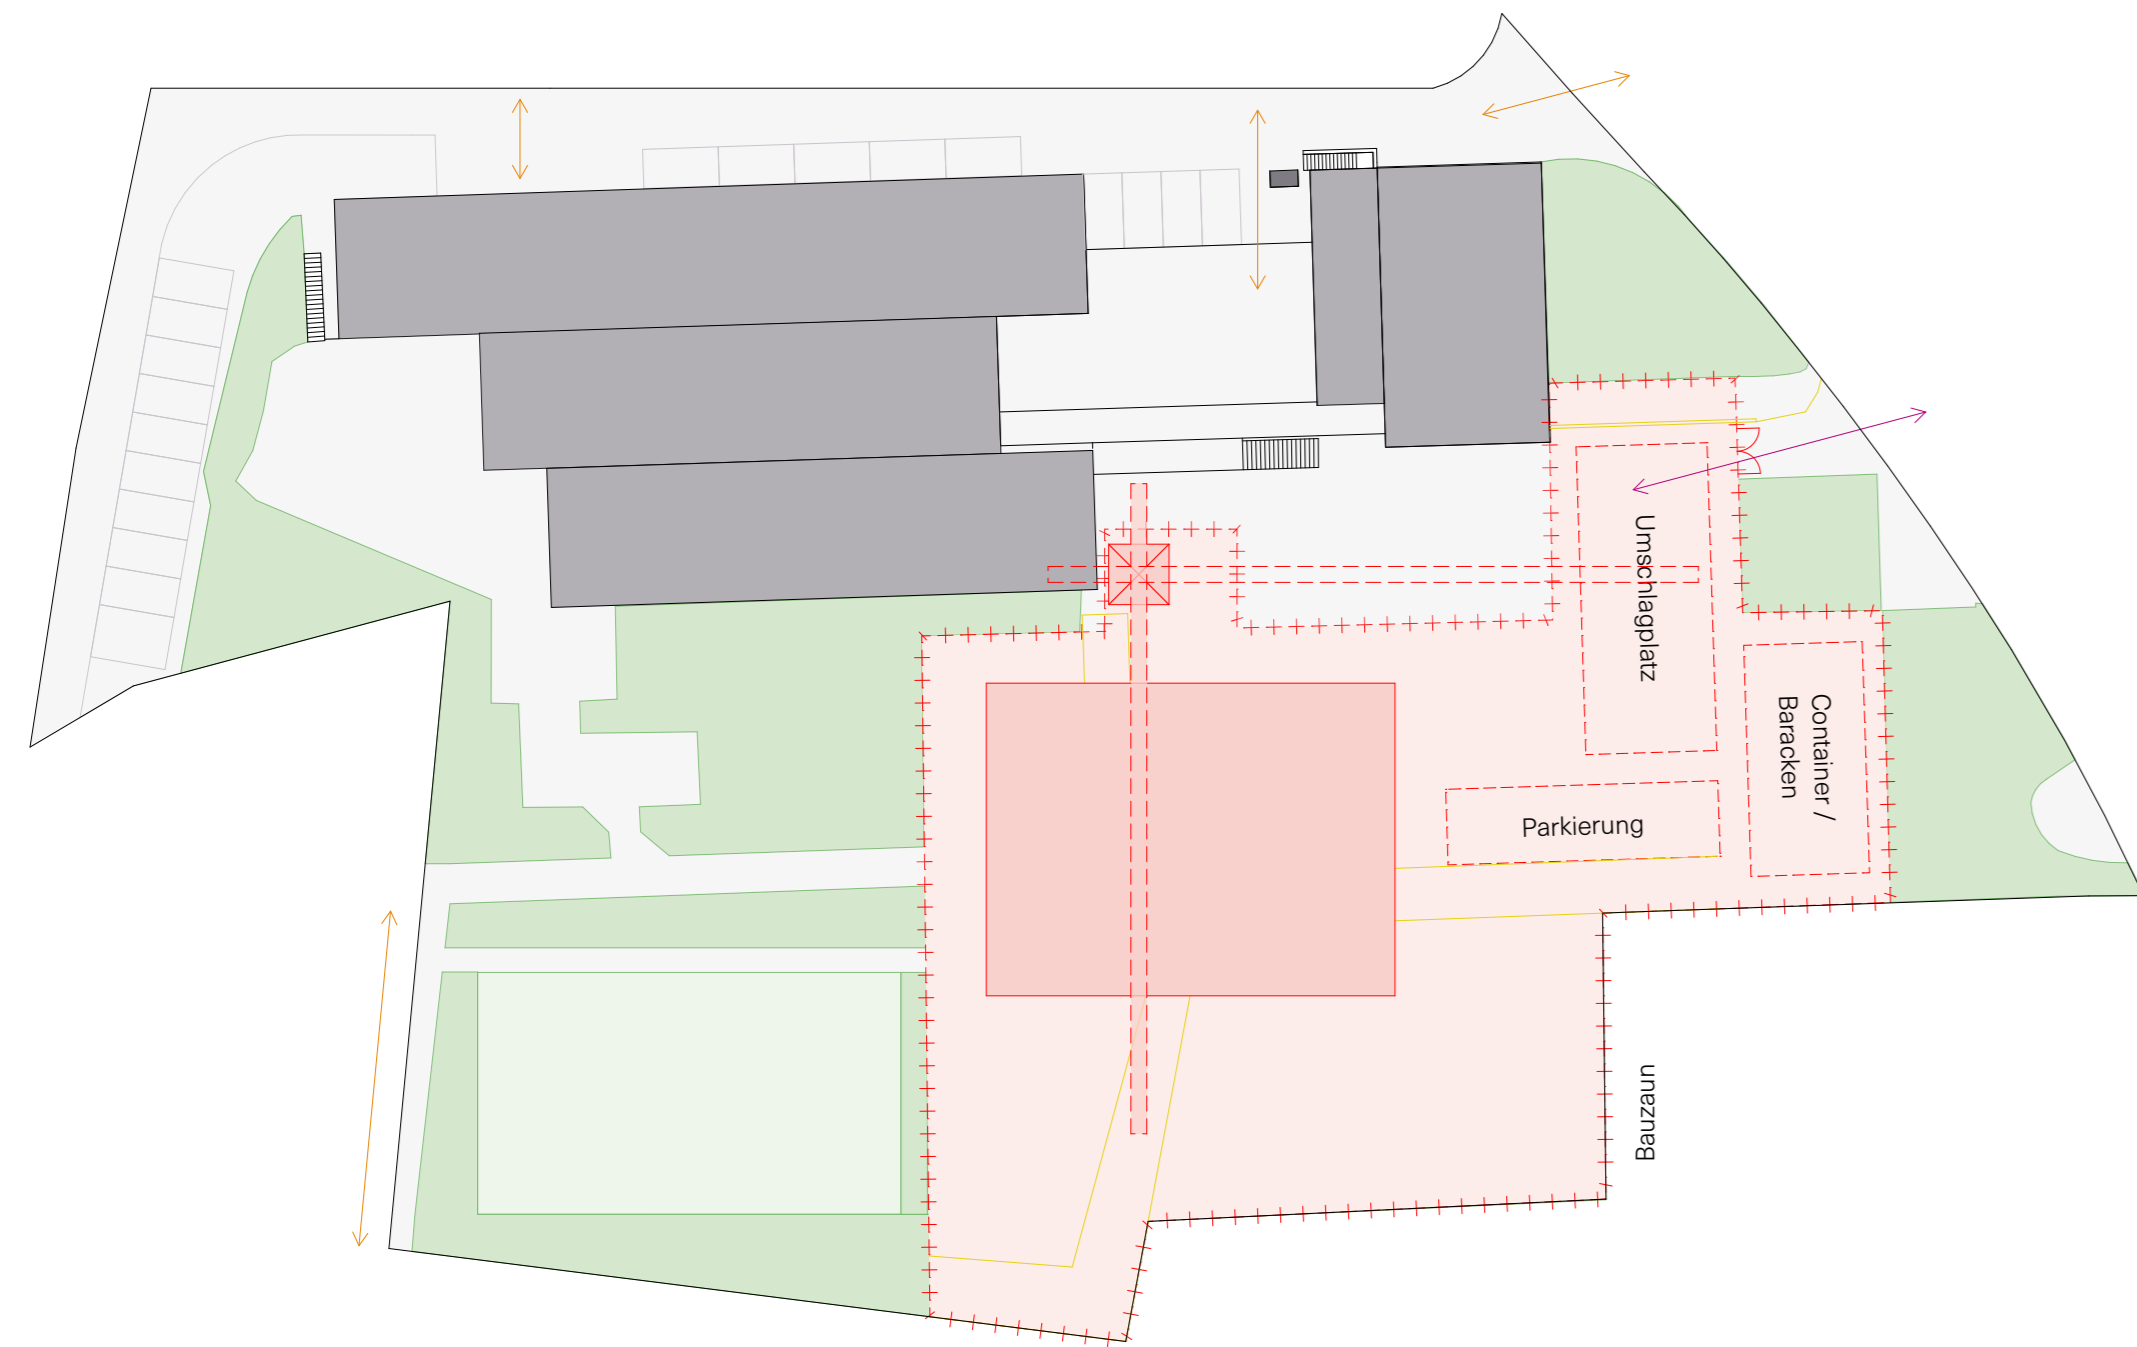 Umschlagplatz
Container /
Baracken
Parkierung
Bauzaun